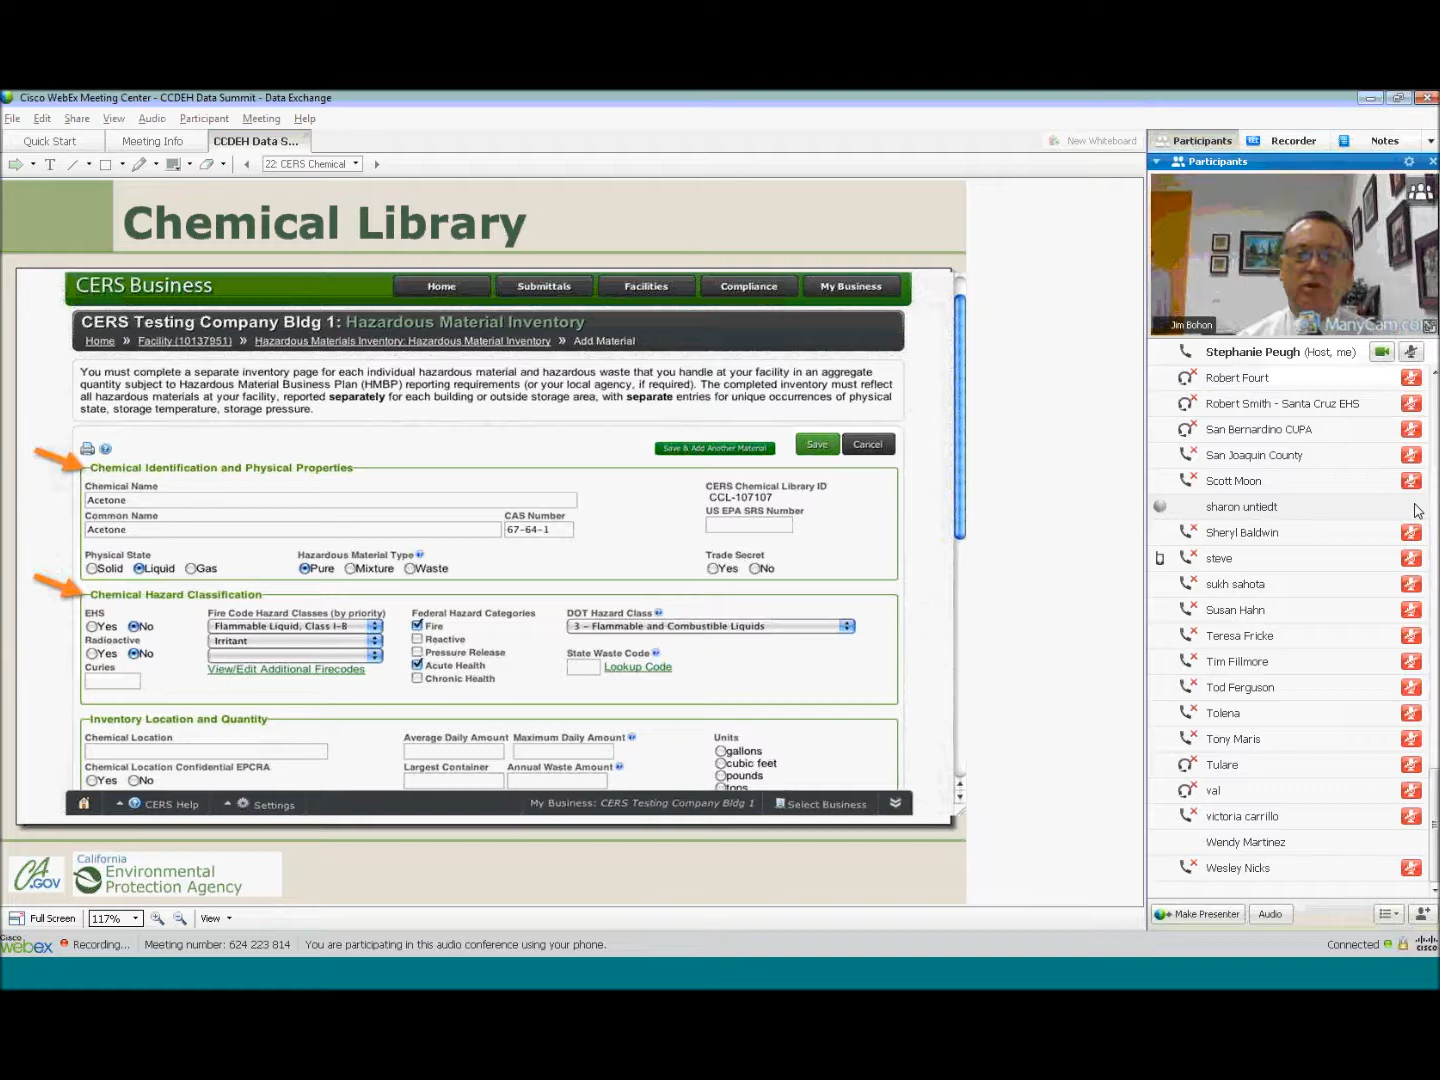 Cisco WebEx Meeting Center - CCDEH Data Summit - Data Exchange
File Edit Share View Audio Participant Meeting Help
Quick Start Meeting Info CCDEH Data S...
New Whiteboard
22: CERS Chemical
Chemical Library
CERS Business
Home Submittals Facilities Compliance My Business
CERS Testing Company Bldg 1: Hazardous Material Inventory
Home » Facility (10137951) » Hazardous Materials Inventory: Hazardous Material Inventory » Add Material
You must complete a separate inventory page for each individual hazardous material and hazardous waste that you handle at your facility in an aggregate
quantity subject to Hazardous Material Business Plan (HMBP) reporting requirements (or your local agency, if required). The completed inventory must reflect
all hazardous materials at your facility, reported separately for each building or outside storage area, with separate entries for unique occurrences of physical
state, storage temperature, storage pressure.
Save & Add Another Material Save Cancel
Chemical Identification and Physical Properties
Chemical Name
Acetone
CERS Chemical Library ID
CCL-107107
Common Name CAS Number US EPA SRS Number
Acetone 67-64-1
Physical State Hazardous Material Type Trade Secret
Solid Liquid Gas Pure Mixture Waste Yes No
Chemical Hazard Classification
EHS Fire Code Hazard Classes (by priority) Federal Hazard Categories DOT Hazard Class
Yes No Flammable Liquid, Class I-B Fire 3 - Flammable and Combustible Liquids
Radioactive Irritant Reactive
Yes No Pressure Release State Waste Code
Curies View/Edit Additional Firecodes Acute Health Lookup Code
Chronic Health
Inventory Location and Quantity
Chemical Location Average Daily Amount Maximum Daily Amount Units
gallons
Chemical Location Confidential EPCRA Largest Container Annual Waste Amount cubic feet
Yes No pounds
tons
CERS Help Settings My Business: CERS Testing Company Bldg 1 Select Business
CA.GOV
California
Environmental
Protection Agency
Full Screen 117% View
Cisco
webex Recording... Meeting number: 624 223 814 You are participating in this audio conference using your phone. Connected cisco
Participants Recorder Notes
Participants
Jim Bohon
ManyCam.co
Stephanie Peugh (Host, me)
Robert Fourt
Robert Smith - Santa Cruz EHS
San Bernardino CUPA
San Joaquin County
Scott Moon
sharon untiedt
Sheryl Baldwin
steve
sukh sahota
Susan Hahn
Teresa Fricke
Tim Fillmore
Tod Ferguson
Tolena
Tony Maris
Tulare
val
victoria carrillo
Wendy Martinez
Wesley Nicks
Make Presenter Audio